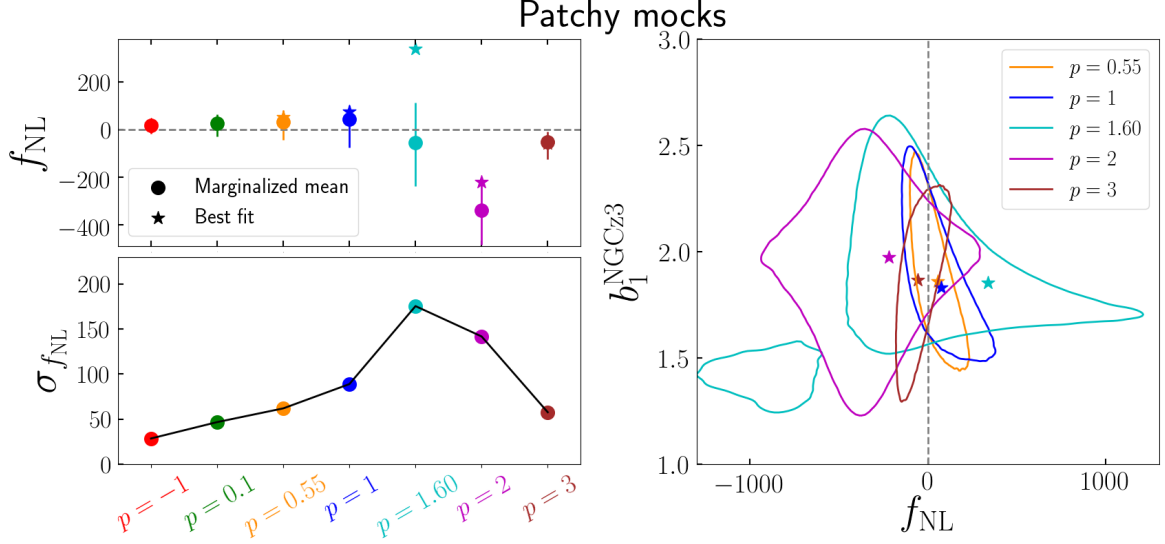 Patchy mocks
f_NL
200
0
−200
−400
Marginalized mean
Best fit
σ_f_NL
200
150
100
50
0
p = −1
p = 0.1
p = 0.55
p = 1
p = 1.60
p = 2
p = 3
b_1^NGCz3
3.0
2.5
2.0
1.5
1.0
p = 0.55
p = 1
p = 1.60
p = 2
p = 3
−1000
0
1000
f_NL